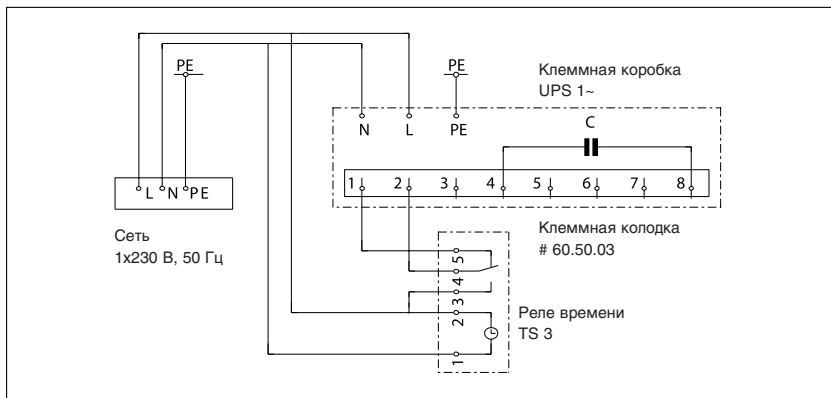 PE
PE
Клеммная коробка
UPS 1~
N L PE
C
1 2 3 4 5 6 7 8
L N PE
Сеть
1x230 В, 50 Гц
Клеммная колодка
# 60.50.03
5
4
3
2
1
Реле времени
TS 3